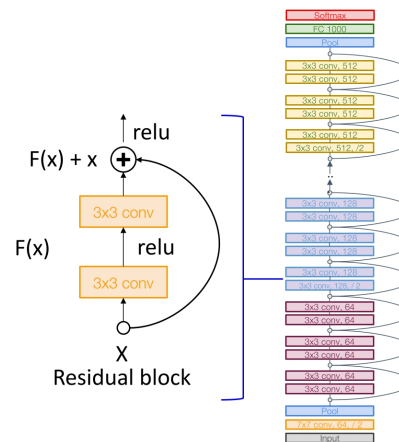 relu
F(x) + x
3x3 conv
F(x)
relu
3x3 conv
X
Residual block
Softmax
FC 1000
Pool
3x3 conv, 512
3x3 conv, 512
3x3 conv, 512
3x3 conv, 512
3x3 conv, 512
3x3 conv, 512, /2
..
3x3 conv, 128
3x3 conv, 128
3x3 conv, 128
3x3 conv, 128
3x3 conv, 128
3x3 conv, 128, / 2
3x3 conv, 64
3x3 conv, 64
3x3 conv, 64
3x3 conv, 64
3x3 conv, 64
3x3 conv, 64
Pool
7x7 conv, 64, / 2
Input